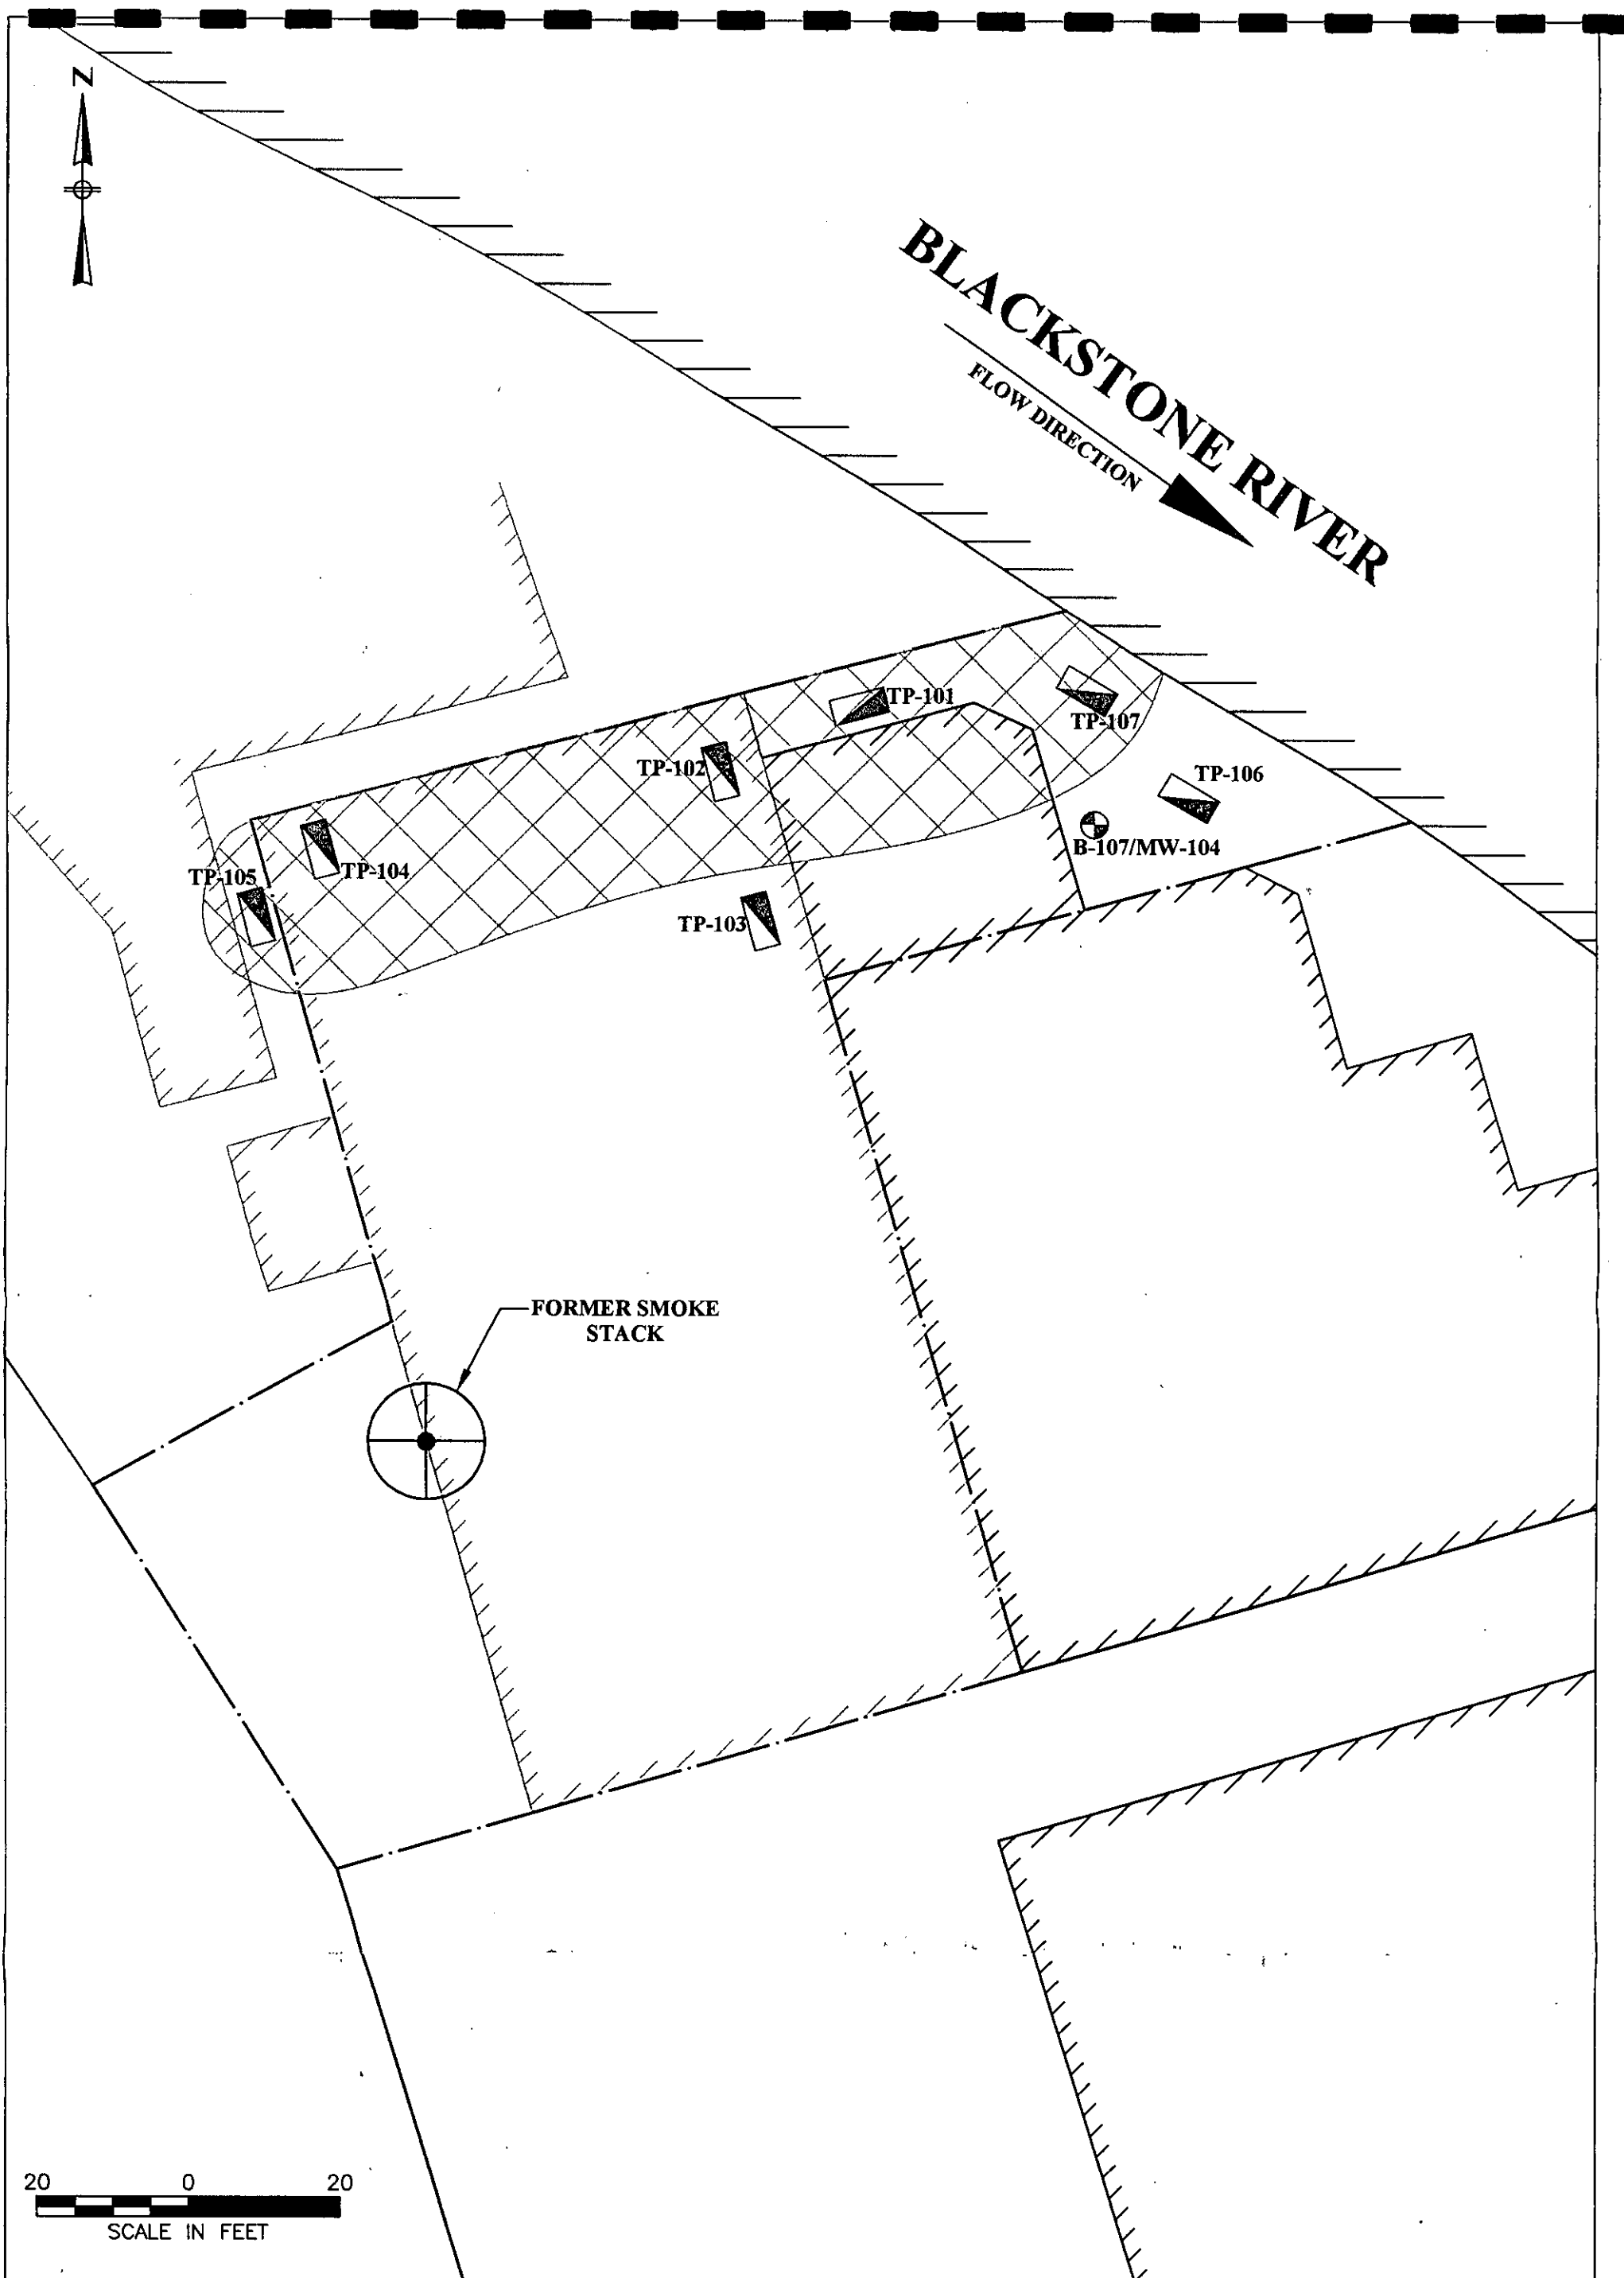 N
BLACKSTONE RIVER
FLOW DIRECTION
TP-101
TP-107
TP-102
TP-106
B-107/MW-104
TP-104
TP-105
TP-103
FORMER SMOKE
STACK
20 0 20
SCALE IN FEET